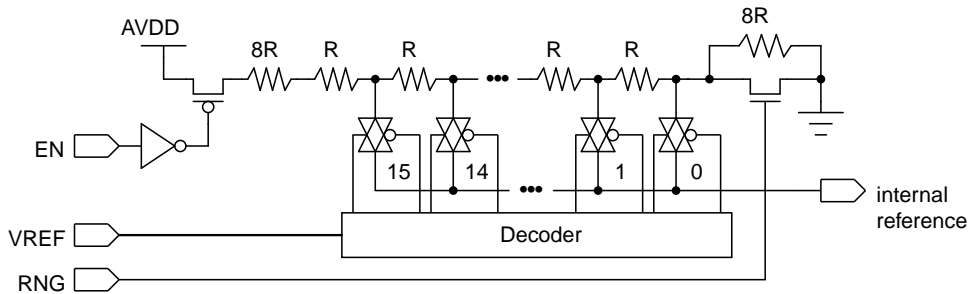 8R
AVDD
8R R R ••• R R
EN
15 14 ••• 1 0
internal
reference
VREF
Decoder
RNG